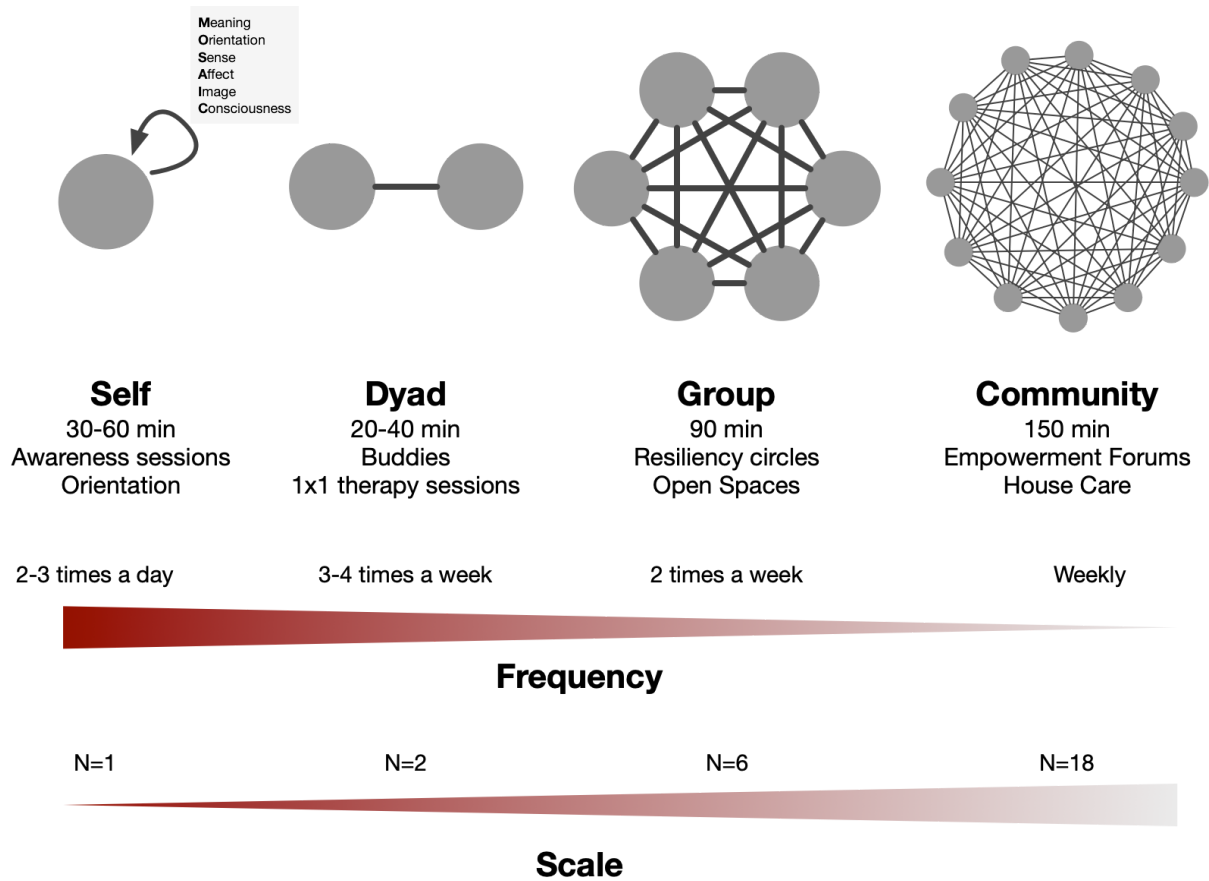 Meaning
Orientation
Sense
Affect
Image
Consciousness
Self
30-60 min
Awareness sessions
Orientation
Dyad
20-40 min
Buddies
1x1 therapy sessions
Group
90 min
Resiliency circles
Open Spaces
Community
150 min
Empowerment Forums
House Care
2-3 times a day
3-4 times a week
2 times a week
Weekly
Frequency
N=1
N=2
N=6
N=18
Scale